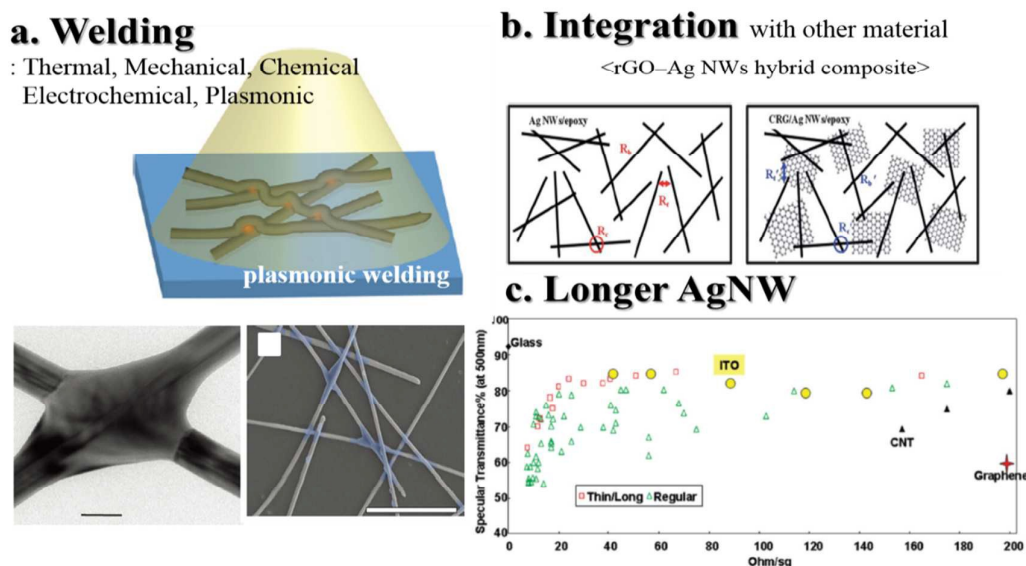 a. Welding
: Thermal, Mechanical, Chemical
Electrochemical, Plasmonic
plasmonic welding
b. Integration with other material
<rGO–Ag NWs hybrid composite>
Ag NWs/epoxy
CRG/Ag NWs/epoxy
c. Longer AgNW
Specular Transmittance% (at 500nm)
100
90
80
70
60
50
40
Glass
ITO
CNT
Graphene
Thin/Long Regular
0 20 40 60 80 100 120 140 160 180 200
Ohm/sq